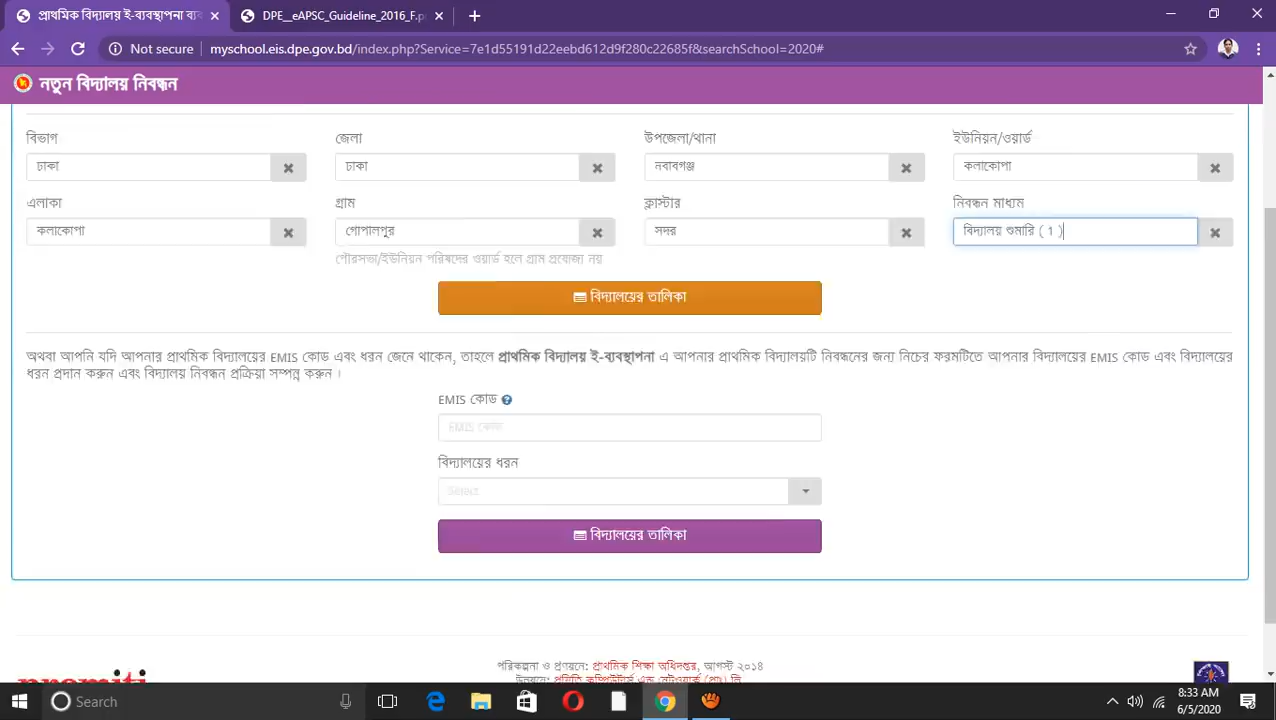 প্রাথমিক বিদ্যালয় ই-ব্যবস্থাপনা ব্যব
DPE__eAPSC_Guideline_2016_F.p
Not secure
myschool.eis.dpe.gov.bd/index.php?Service=7e1d55191d22eebd612d9f280c22685f&searchSchool=2020#
নতুন বিদ্যালয় নিবন্ধন
বিভাগ জেলা উপজেলা/থানা ইউনিয়ন/ওয়ার্ড
ঢাকা ঢাকা নবাবগঞ্জ কলাকোপা
এলাকা গ্রাম ক্লাস্টার নিবন্ধন মাধ্যম
কলাকোপা গোপালপুর সদর বিদ্যালয় শুমারি ( 1 )
পৌরসভা/ইউনিয়ন পরিষদের ওয়ার্ড হলে গ্রাম প্রযোজ্য নয়
বিদ্যালয়ের তালিকা
অথবা আপনি যদি আপনার প্রাথমিক বিদ্যালয়ের EMIS কোড এবং ধরন জেনে থাকেন, তাহলে প্রাথমিক বিদ্যালয় ই-ব্যবস্থাপনা এ আপনার প্রাথমিক বিদ্যালয়টি নিবন্ধনের জন্য নিচের ফরমটিতে আপনার বিদ্যালয়ের EMIS কোড এবং বিদ্যালয়ের
ধরন প্রদান করুন এবং বিদ্যালয় নিবন্ধন প্রক্রিয়া সম্পন্ন করুন ।
EMIS কোড
EMIS কোড
বিদ্যালয়ের ধরন
Select
বিদ্যালয়ের তালিকা
পরিকল্পনা ও প্রণয়নে: প্রাথমিক শিক্ষা অধিদপ্তর, আগস্ট ২০১৪
Search
8:33 AM
6/5/2020